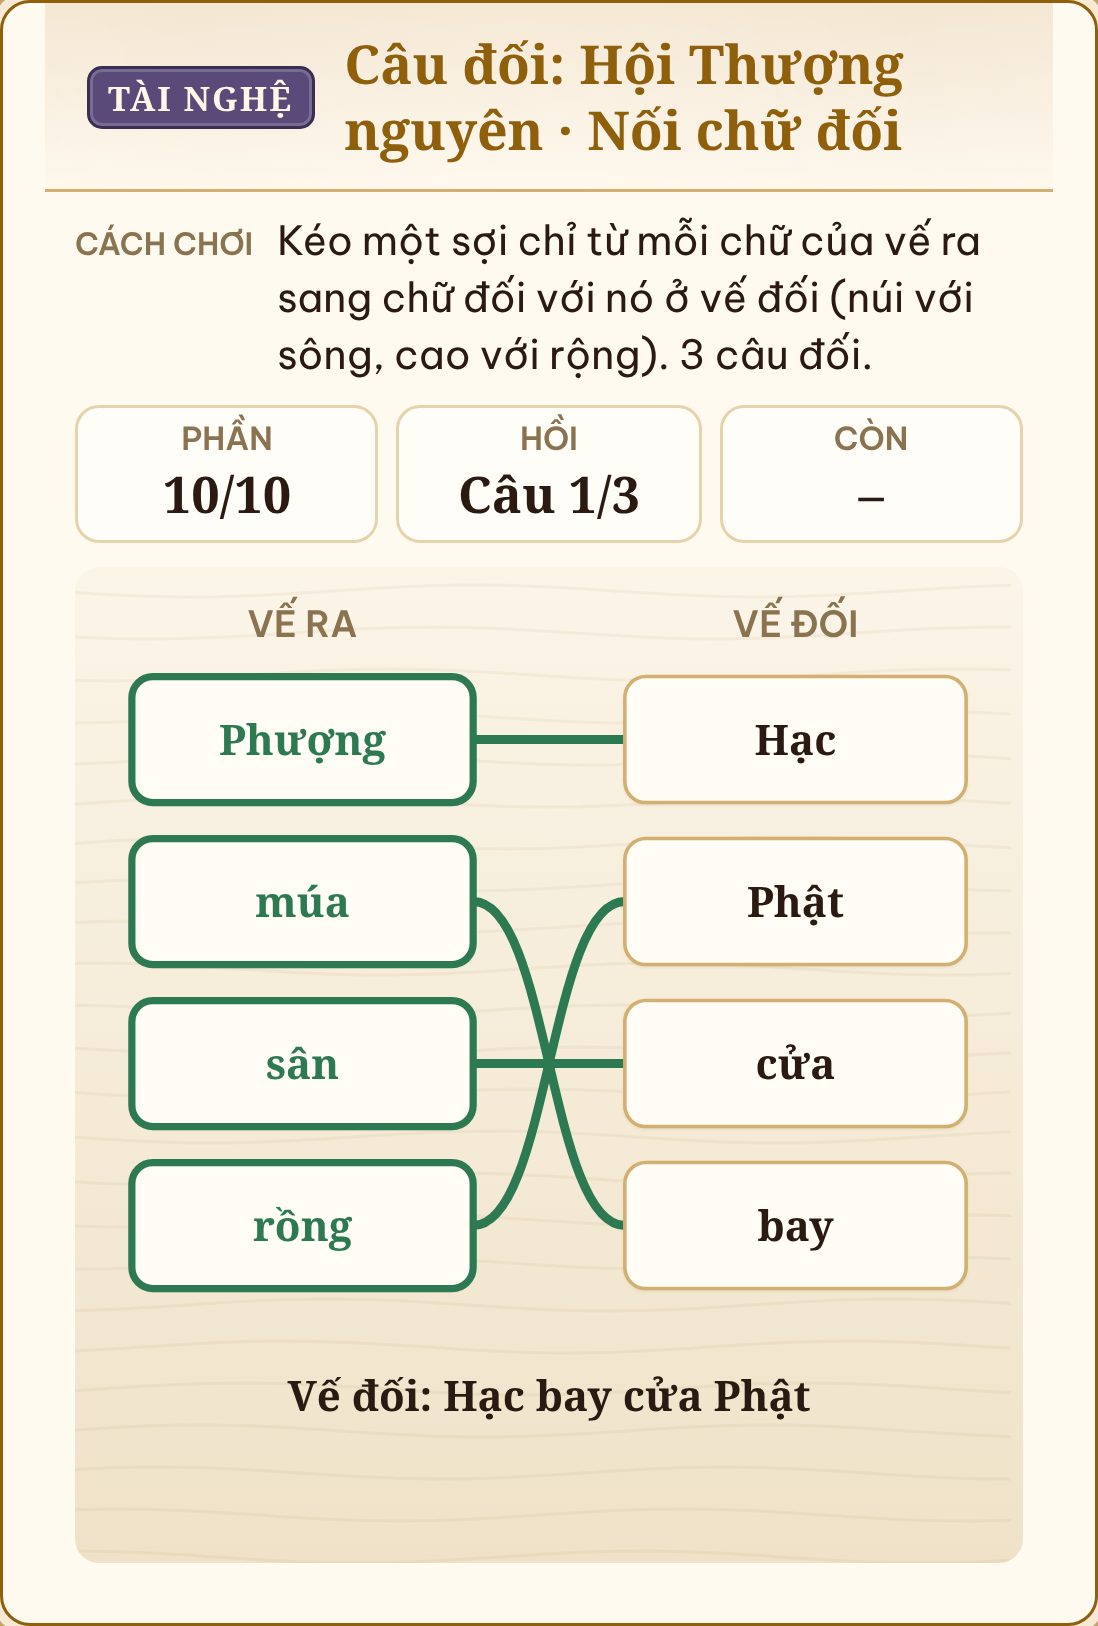 TÀI NGHỆ
Câu đối: Hội Thượng
nguyên · Nối chữ đối
CÁCH CHƠI
Kéo một sợi chỉ từ mỗi chữ của vế ra
sang chữ đối với nó ở vế đối (núi với
sông, cao với rộng). 3 câu đối.
PHẦN
10/10
HỒI
Câu 1/3
CÒN
–
VẾ RA
VẾ ĐỐI
Phượng
Hạc
múa
Phật
sân
cửa
rồng
bay
Vế đối: Hạc bay cửa Phật